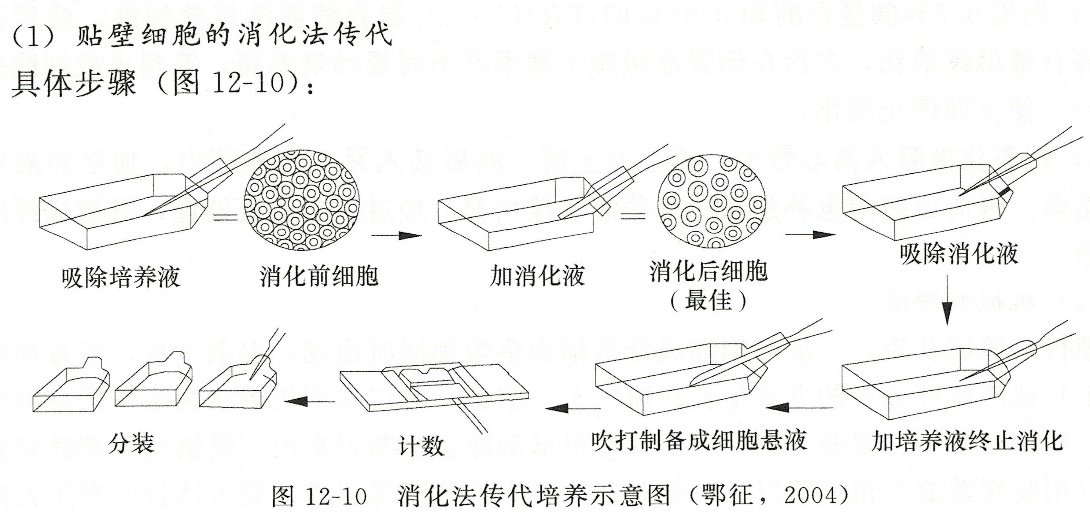 (1) 贴壁细胞的消化法传代
具体步骤（图 12-10）：
吸除培养液
消化前细胞
加消化液
消化后细胞
（最佳）
吸除消化液
分装
计数
吹打制备成细胞悬液
加培养液终止消化
图 12-10 消化法传代培养示意图（鄂征，2004）